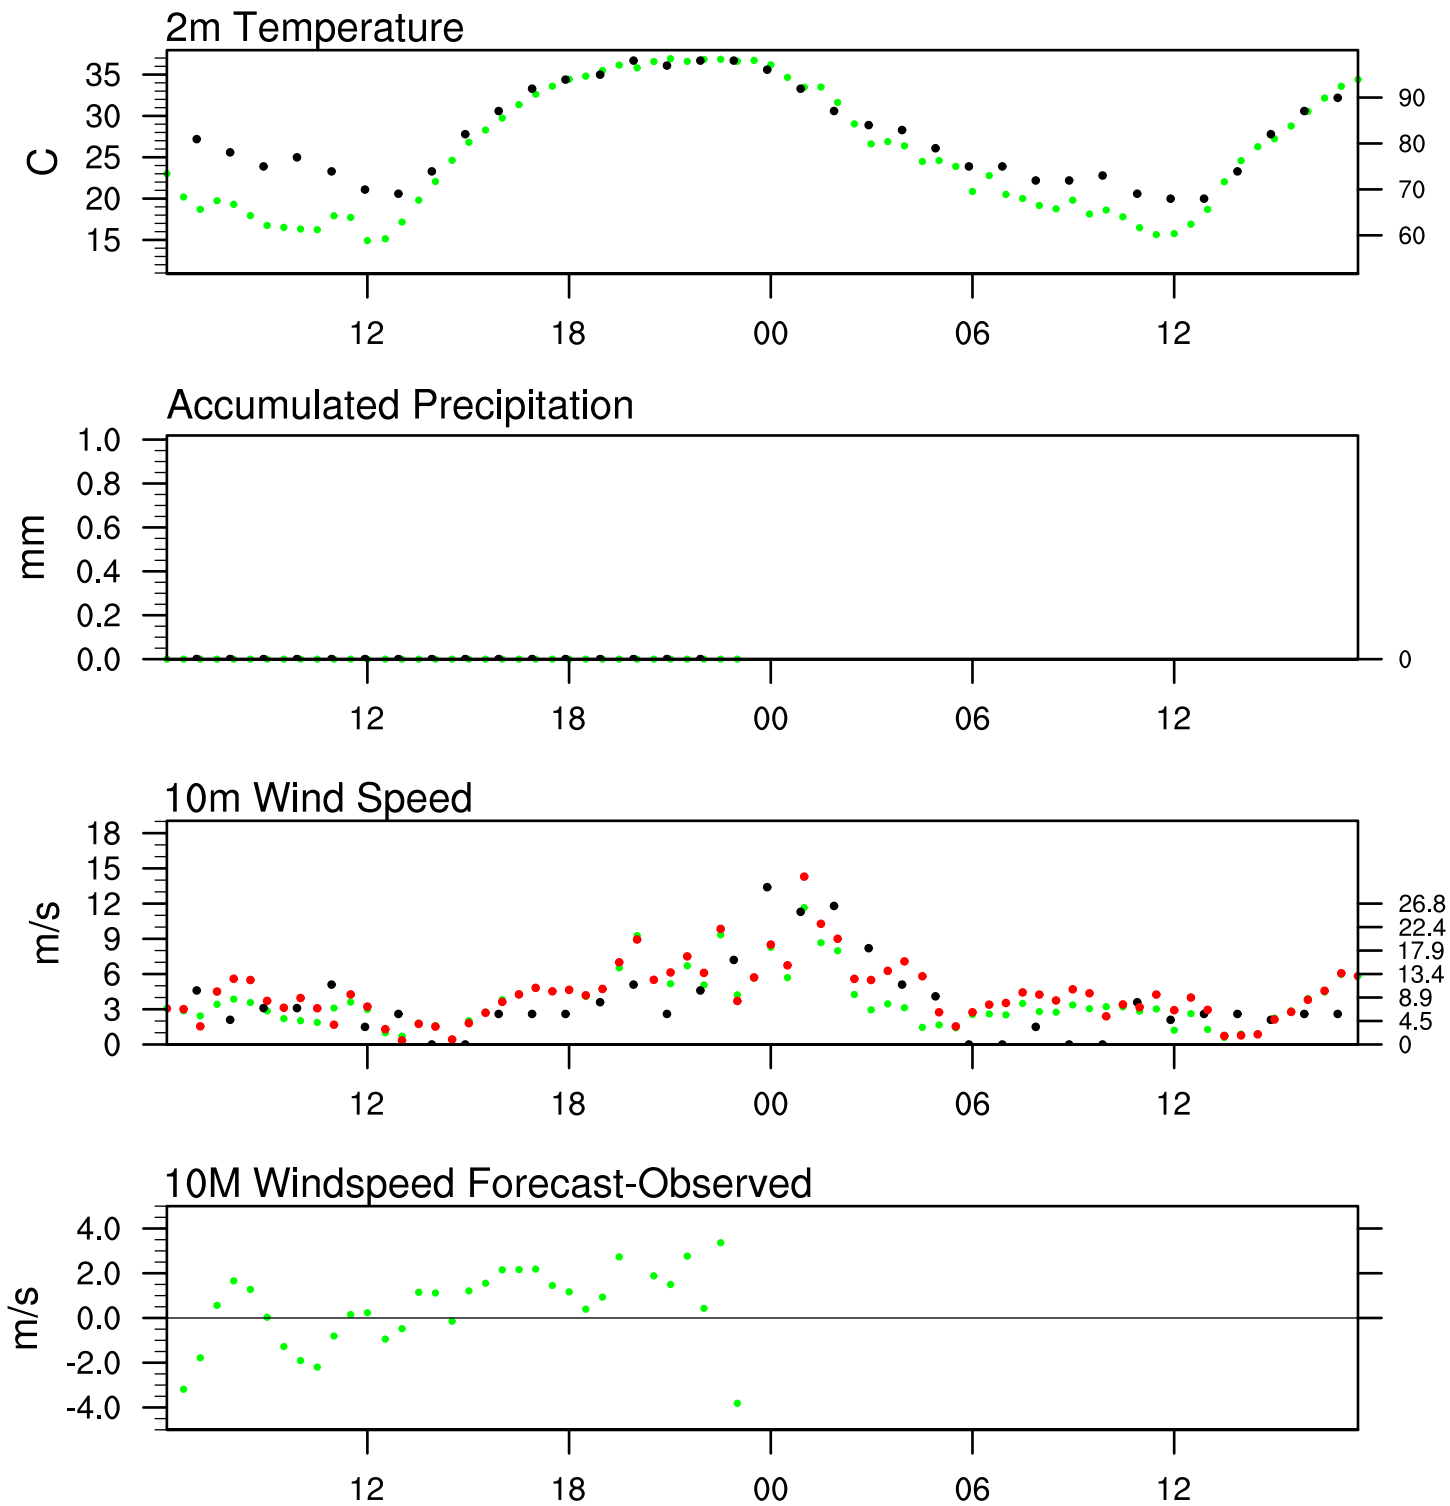 2m Temperature
35
30
25
20
15
C
90
80
70
60
12 18 00 06 12
Accumulated Precipitation
1.0
0.8
0.6
0.4
0.2
0.0
mm
0
12 18 00 06 12
10m Wind Speed
18
15
12
9
6
3
0
m/s
26.8
22.4
17.9
13.4
8.9
4.5
0
12 18 00 06 12
10M Windspeed Forecast-Observed
4.0
2.0
0.0
-2.0
-4.0
m/s
12 18 00 06 12